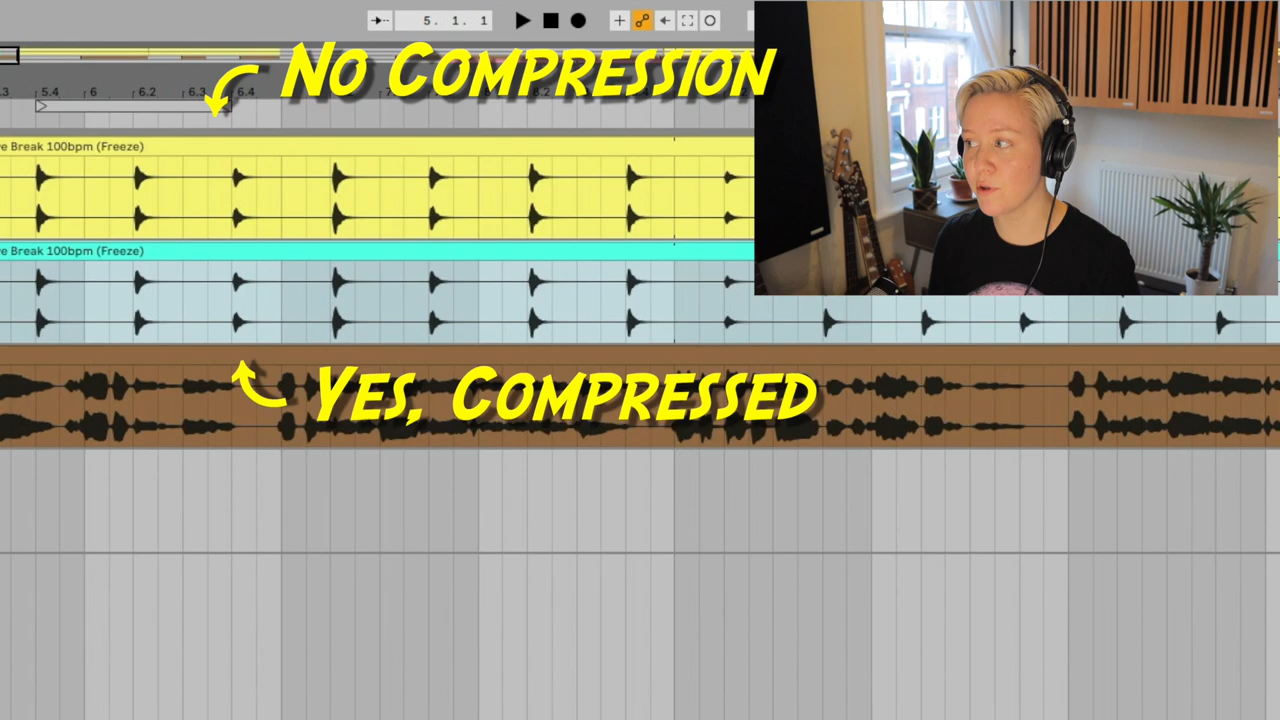 5. 1. 1
No Compression
.3 5.4 6 6.2 6.3 6.4
e Break 100bpm (Freeze)
e Break 100bpm (Freeze)
Yes, Compressed